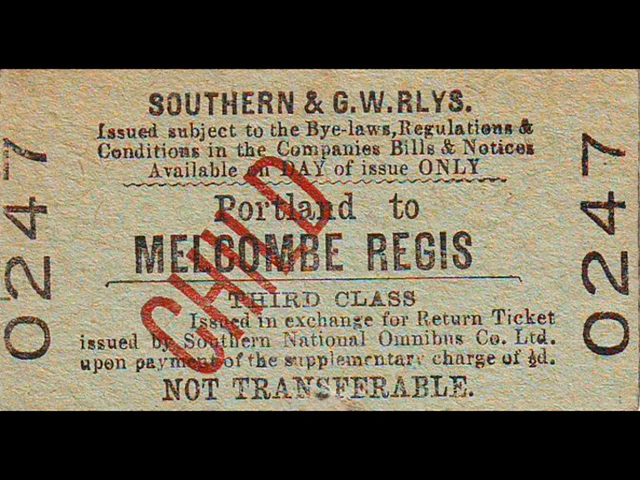 SOUTHERN & G.W.RLYS.
Issued subject to the Bye-laws, Regulations &
Conditions in the Companies Bills & Notices
Available on DAY of issue ONLY
Portland to
MELCOMBE REGIS
THIRD CLASS
Issued in exchange for Return Ticket
issued by Southern National Omnibus Co. Ltd.
upon payment of the supplementary charge of ½d.
NOT TRANSFERABLE.
CHILD
0247
0247